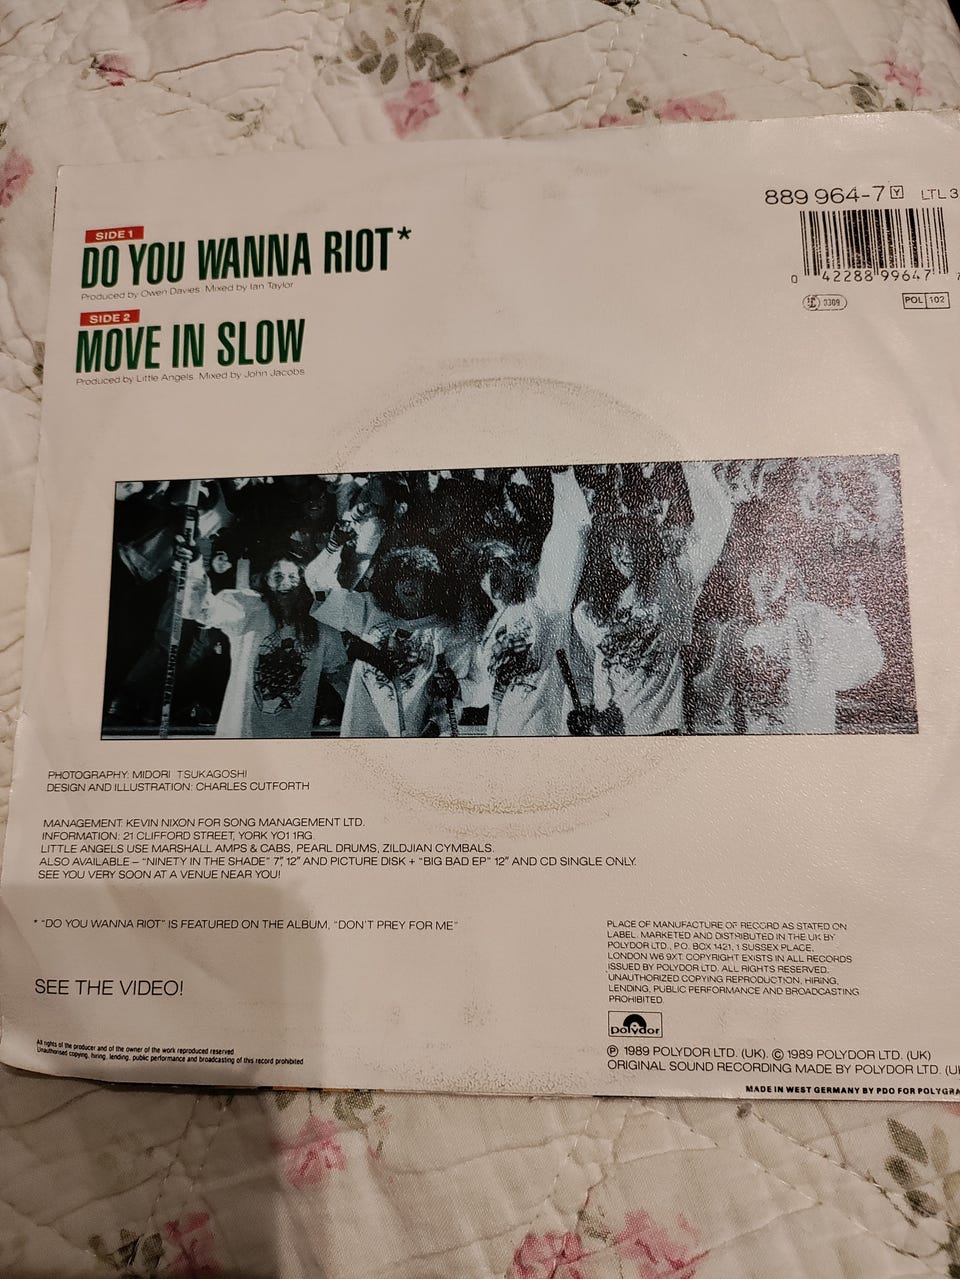 889 964-7 Y LTL 3
SIDE 1
DO YOU WANNA RIOT*
Produced by Owen Davies. Mixed by Ian Taylor
0 42288 99647 7
3309
POL 102
SIDE 2
MOVE IN SLOW
Produced by Little Angels. Mixed by John Jacobs
PHOTOGRAPHY: MIDORI TSUKAGOSHI
DESIGN AND ILLUSTRATION: CHARLES CUTFORTH
MANAGEMENT: KEVIN NIXON FOR SONG MANAGEMENT LTD.
INFORMATION: 21 CLIFFORD STREET, YORK YO1 1RG.
LITTLE ANGELS USE MARSHALL AMPS & CABS, PEARL DRUMS, ZILDJIAN CYMBALS.
ALSO AVAILABLE – "NINETY IN THE SHADE" 7", 12" AND PICTURE DISK + "BIG BAD EP" 12" AND CD SINGLE ONLY.
SEE YOU VERY SOON AT A VENUE NEAR YOU!
* "DO YOU WANNA RIOT" IS FEATURED ON THE ALBUM, "DON'T PREY FOR ME"
SEE THE VIDEO!
All rights of the producer and of the owner of the work reproduced reserved
Unauthorised copying, hiring, lending, public performance and broadcasting of this record prohibited
PLACE OF MANUFACTURE OF RECORD AS STATED ON
LABEL. MARKETED AND DISTRIBUTED IN THE UK BY
POLYDOR LTD., P.O. BOX 1421, 1 SUSSEX PLACE,
LONDON W6 9XT. COPYRIGHT EXISTS IN ALL RECORDS
ISSUED BY POLYDOR LTD. ALL RIGHTS RESERVED.
UNAUTHORIZED COPYING REPRODUCTION, HIRING,
LENDING, PUBLIC PERFORMANCE AND BROADCASTING
PROHIBITED.
polydor
℗ 1989 POLYDOR LTD. (UK). © 1989 POLYDOR LTD. (UK)
ORIGINAL SOUND RECORDING MADE BY POLYDOR LTD. (U
MADE IN WEST GERMANY BY PDO FOR POLYGRA